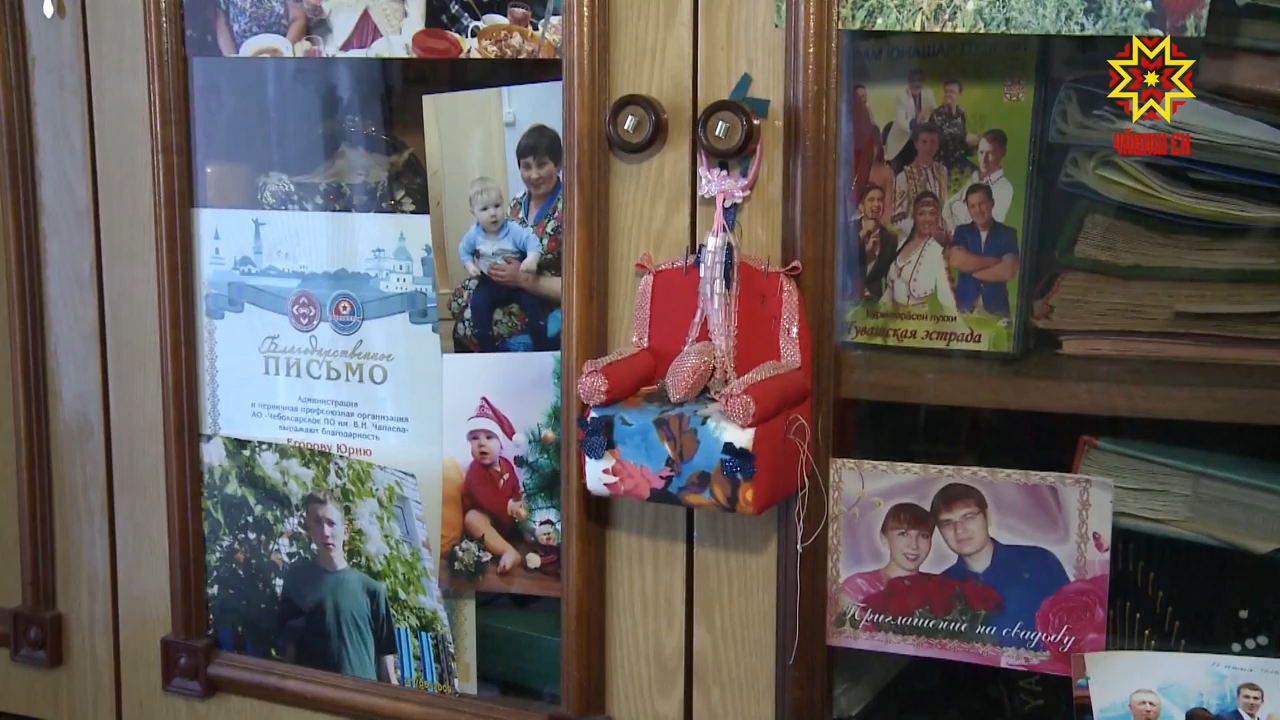 ЧӐВАШ ЕН
Благодарственное
ПИСЬМО
Администрация
и первичная профсоюзная организация
АО «Чебоксарское ПО им. В.И. Чапаева»
выражают благодарность
Егорову Юрию
Чувашская эстрада
Приглашение на свадьбу